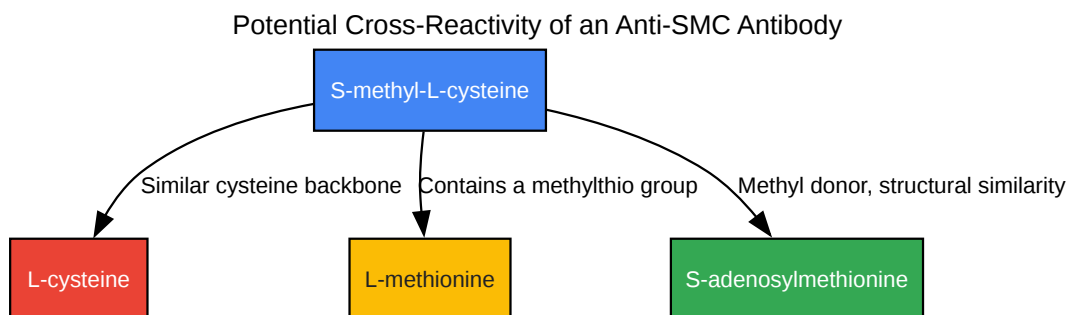 Potential Cross-Reactivity of an Anti-SMC Antibody
S-methyl-L-cysteine
Similar cysteine backbone
Contains a methylthio group
Methyl donor, structural similarity
L-cysteine
L-methionine
S-adenosylmethionine